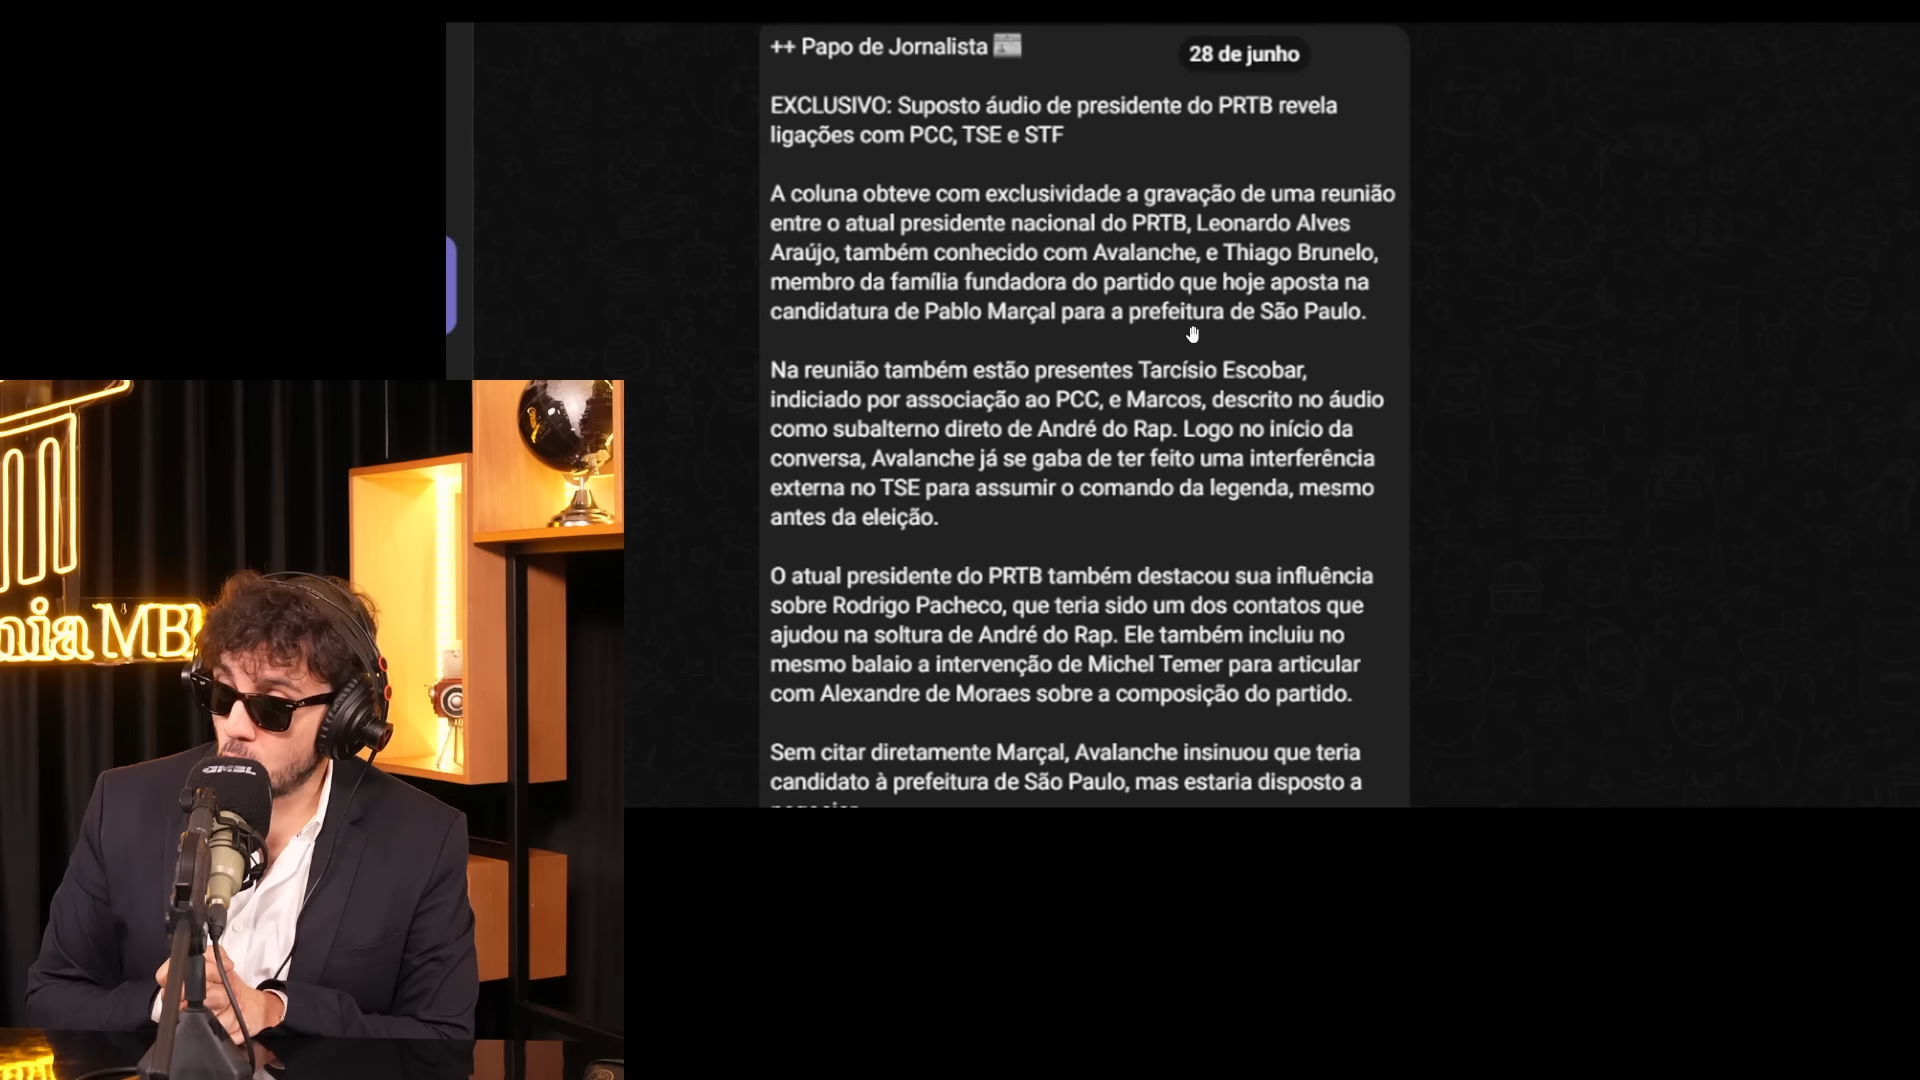 ++ Papo de Jornalista
28 de junho
EXCLUSIVO: Suposto áudio de presidente do PRTB revela
ligações com PCC, TSE e STF
A coluna obteve com exclusividade a gravação de uma reunião
entre o atual presidente nacional do PRTB, Leonardo Alves
Araújo, também conhecido com Avalanche, e Thiago Brunelo,
membro da família fundadora do partido que hoje aposta na
candidatura de Pablo Marçal para a prefeitura de São Paulo.
Na reunião também estão presentes Tarcísio Escobar,
indiciado por associação ao PCC, e Marcos, descrito no áudio
como subalterno direto de André do Rap. Logo no início da
conversa, Avalanche já se gaba de ter feito uma interferência
externa no TSE para assumir o comando da legenda, mesmo
antes da eleição.
O atual presidente do PRTB também destacou sua influência
sobre Rodrigo Pacheco, que teria sido um dos contatos que
ajudou na soltura de André do Rap. Ele também incluiu no
mesmo balaio a intervenção de Michel Temer para articular
com Alexandre de Moraes sobre a composição do partido.
Sem citar diretamente Marçal, Avalanche insinuou que teria
candidato à prefeitura de São Paulo, mas estaria disposto a
MB
MBL